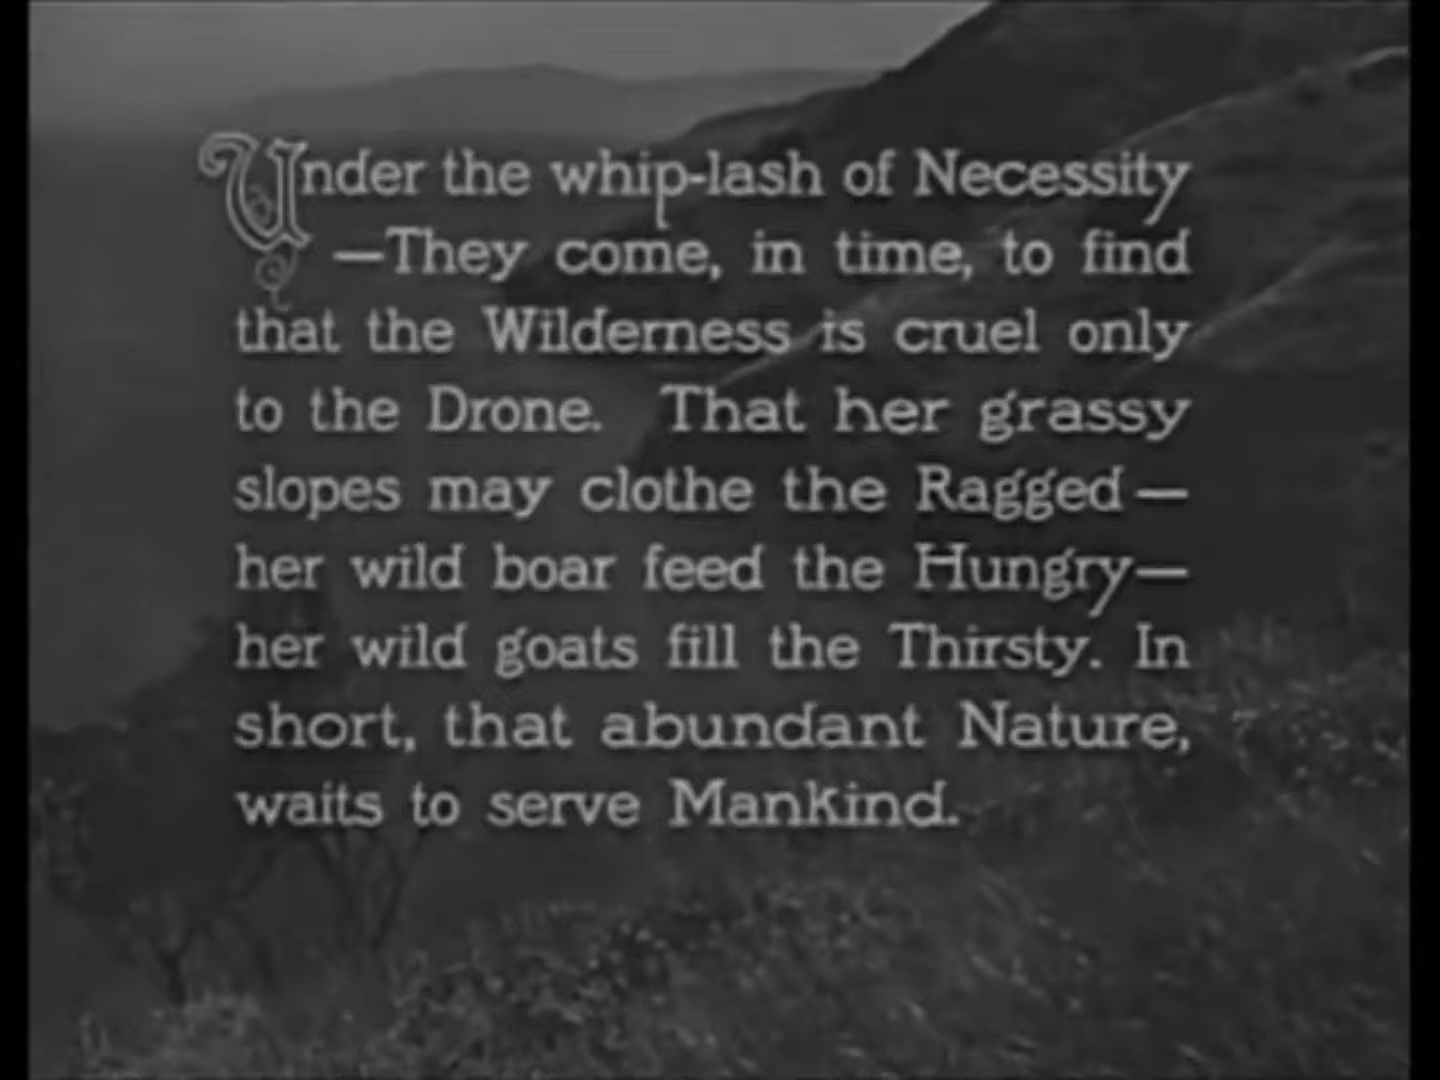 Under the whip-lash of Necessity
—They come, in time, to find
that the Wilderness is cruel only
to the Drone. That her grassy
slopes may clothe the Ragged—
her wild boar feed the Hungry—
her wild goats fill the Thirsty. In
short, that abundant Nature,
waits to serve Mankind.